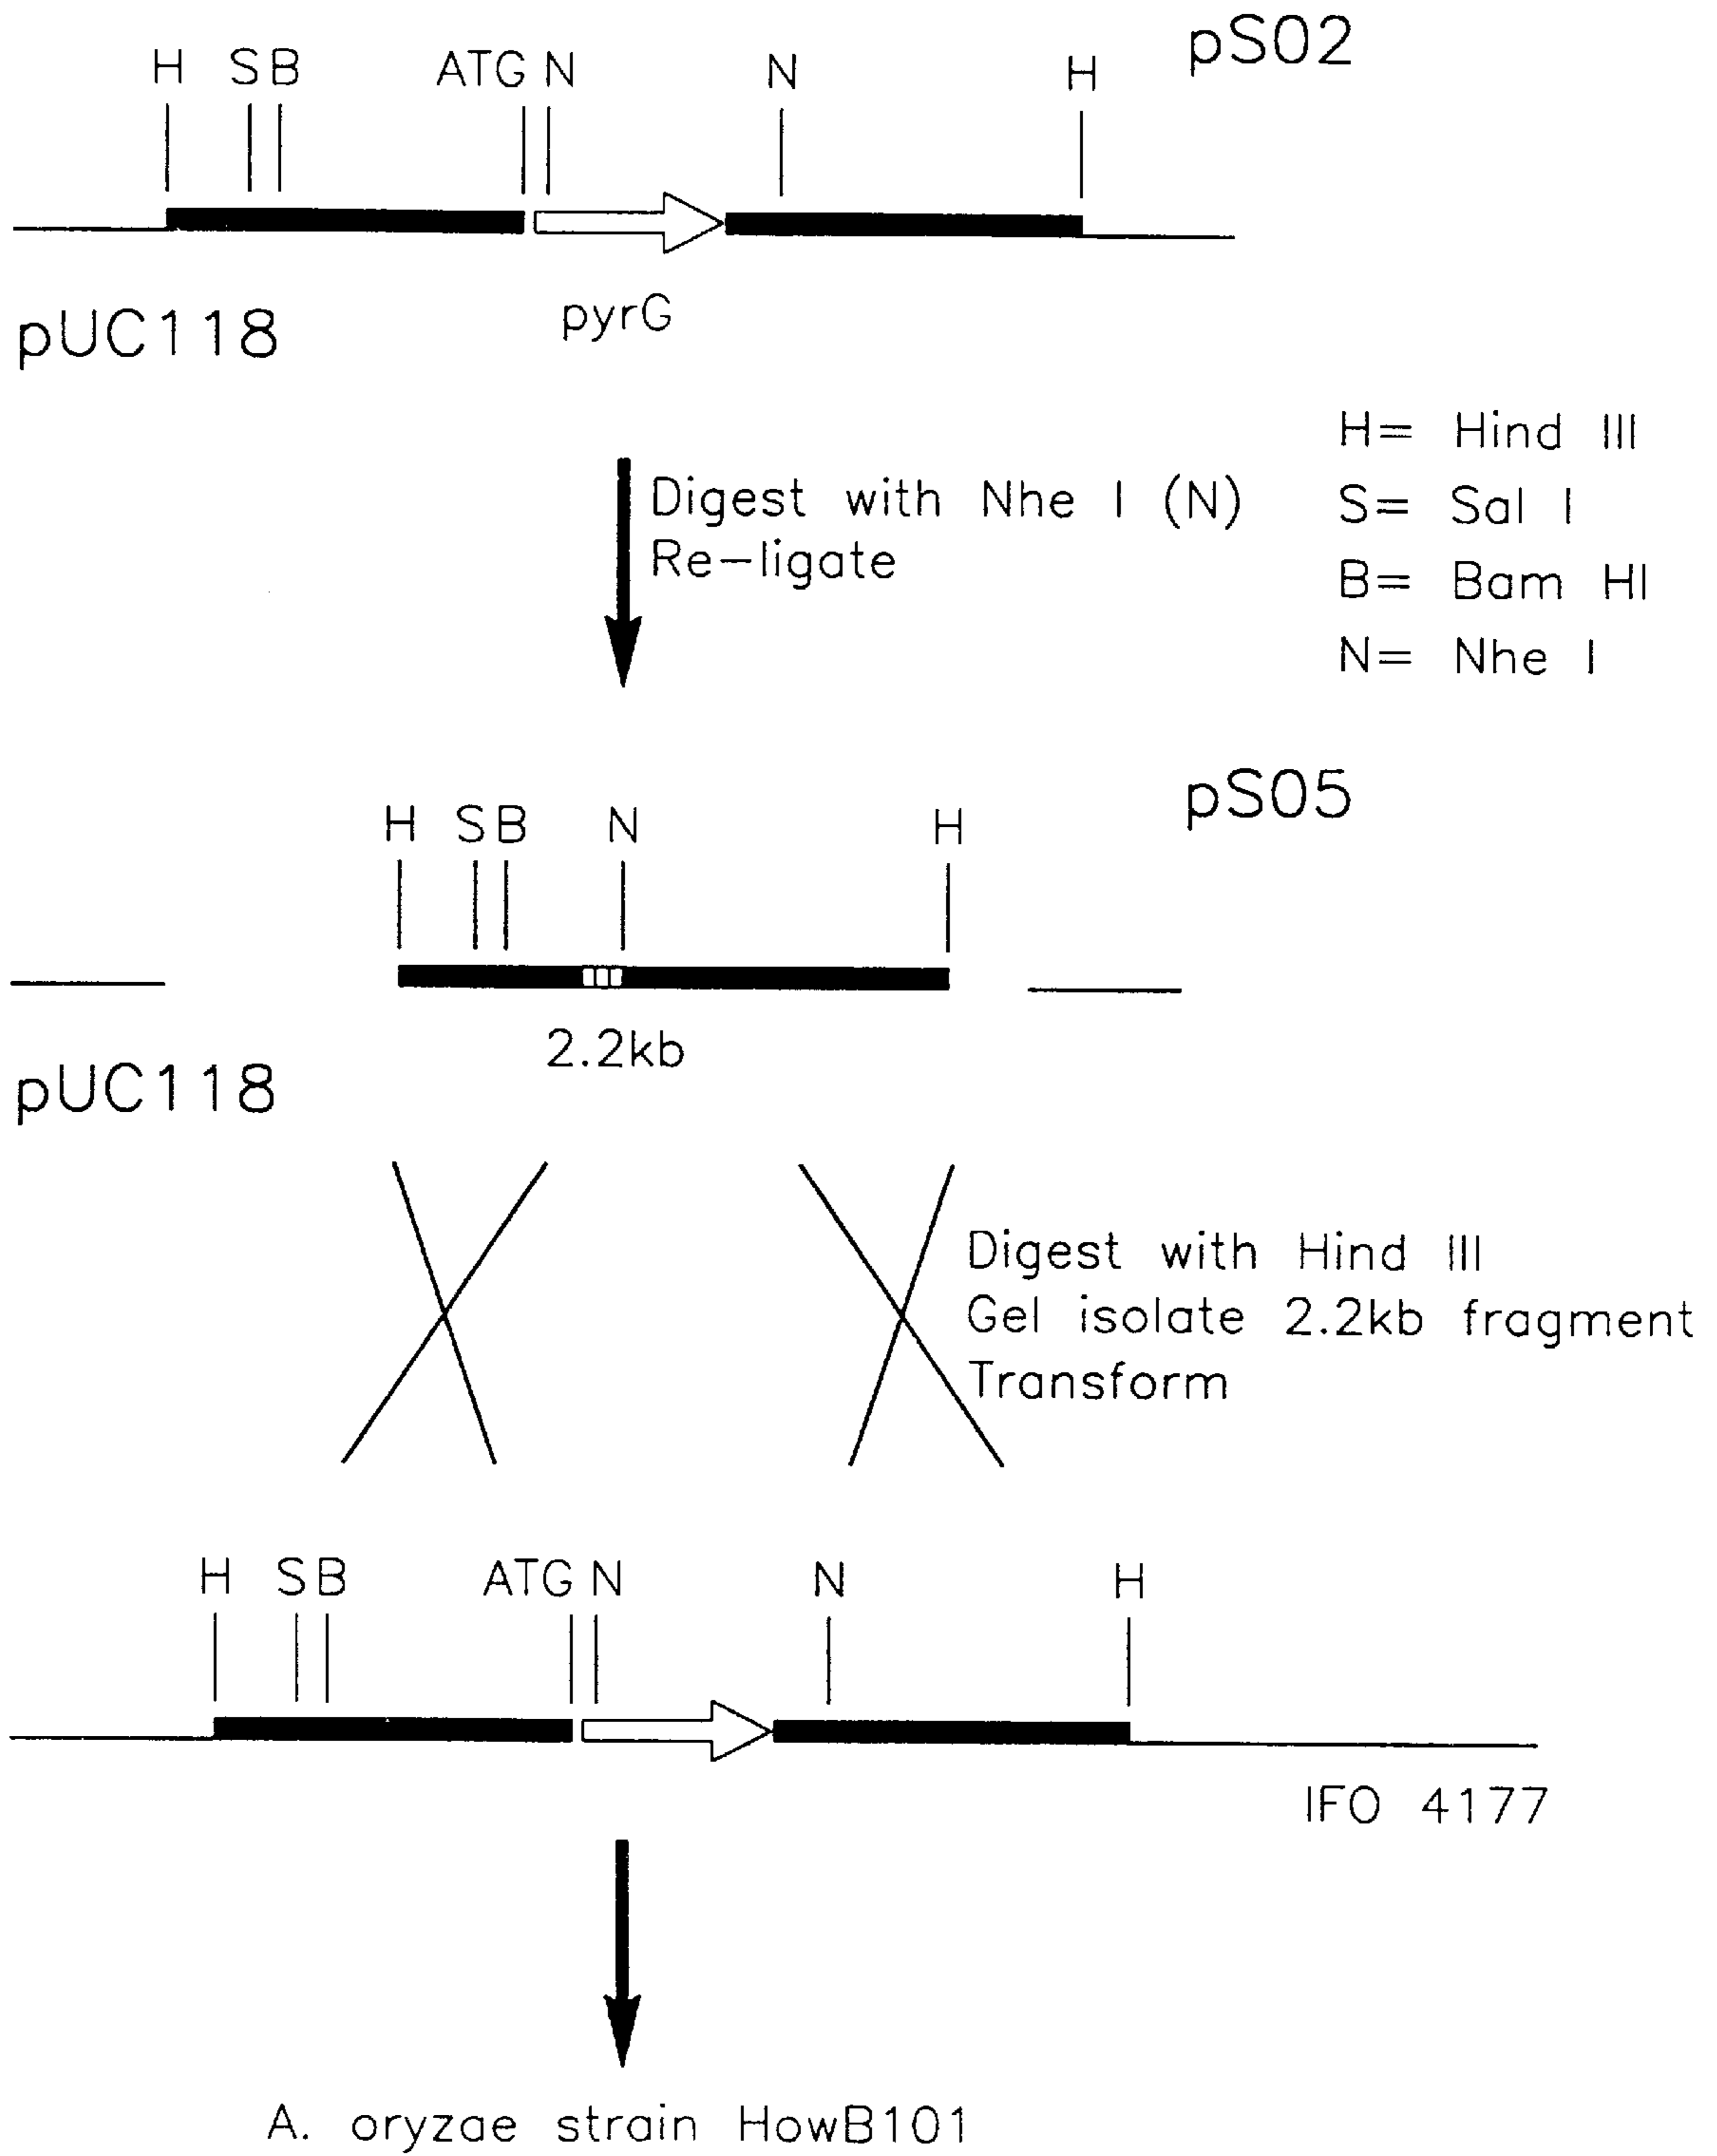 pS02
H S B ATG N N H
pUC118
pyrG
H= Hind III
S= Sal I
B= Bam HI
N= Nhe I
Digest with Nhe I (N)
Re-ligate
pS05
H S B N H
2.2kb
pUC118
Digest with Hind III
Gel isolate 2.2kb fragment
Transform
H S B ATG N N H
IFO 4177
A. oryzae strain HowB101